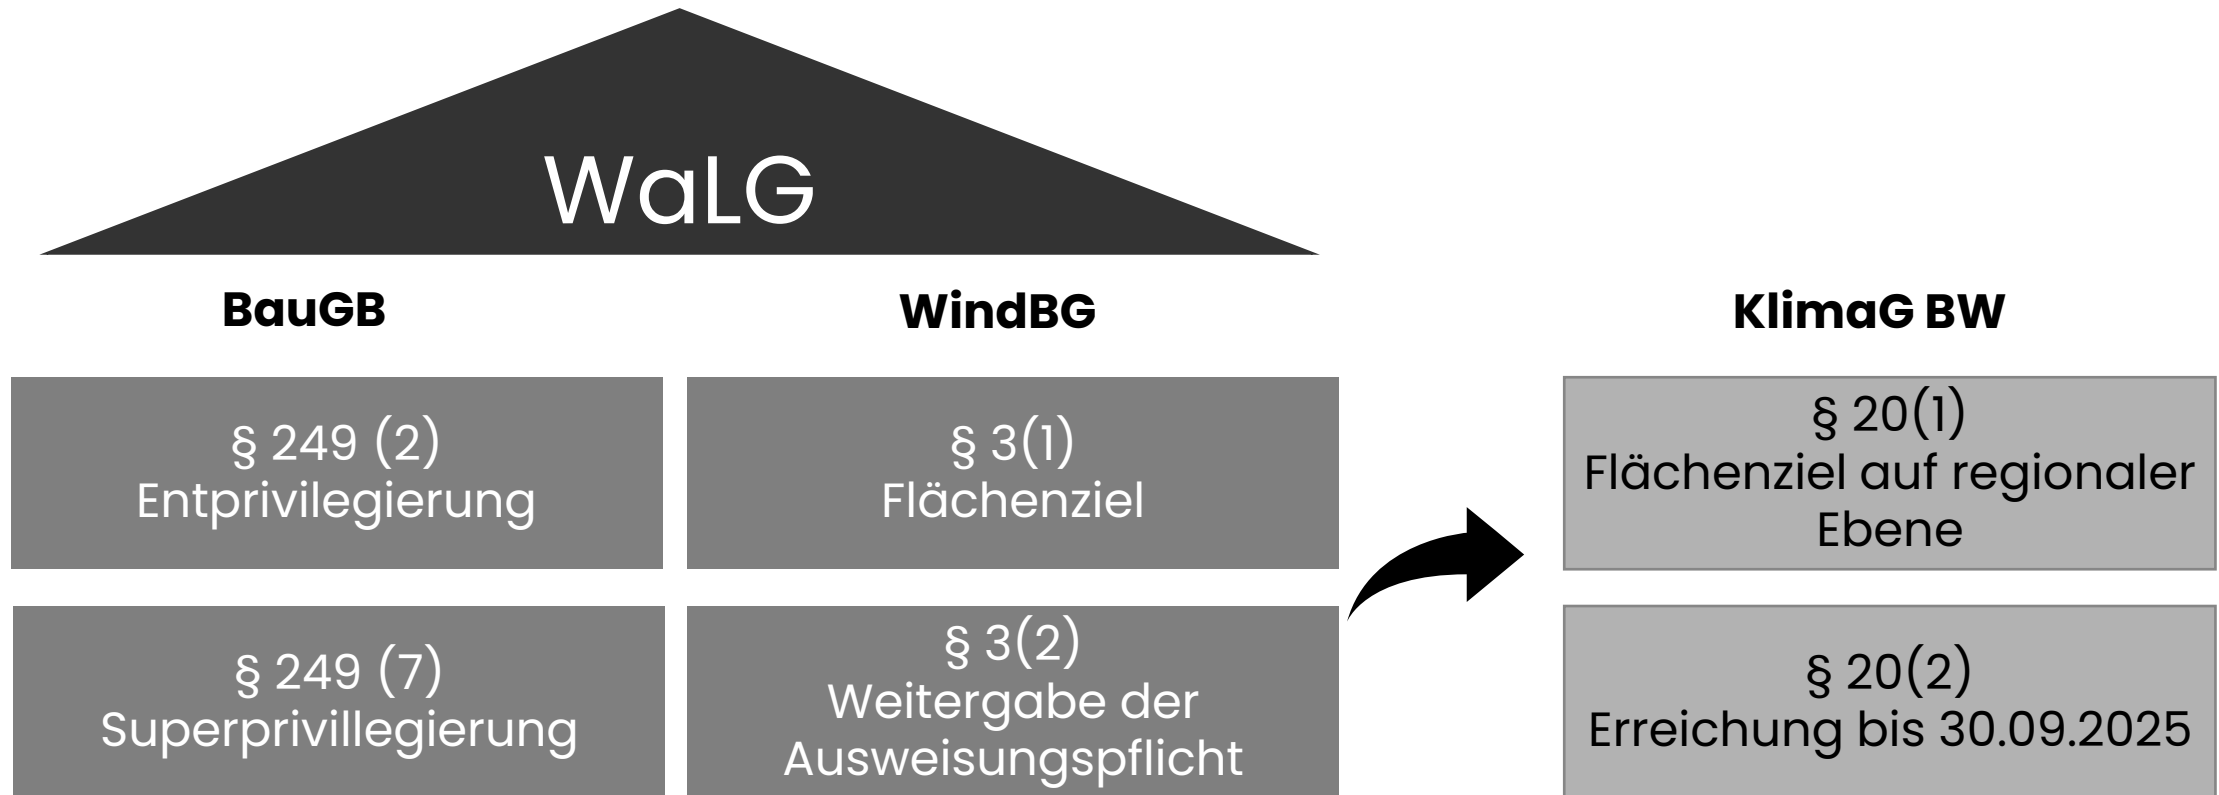 WaLG
BauGB
§ 249 (2)
Entprivilegierung
§ 249 (7)
Superprivillegierung
WindBG
§ 3(1)
Flächenziel
§ 3(2)
Weitergabe der
Ausweisungspflicht
KlimaG BW
§ 20(1)
Flächenziel auf regionaler
Ebene
§ 20(2)
Erreichung bis 30.09.2025